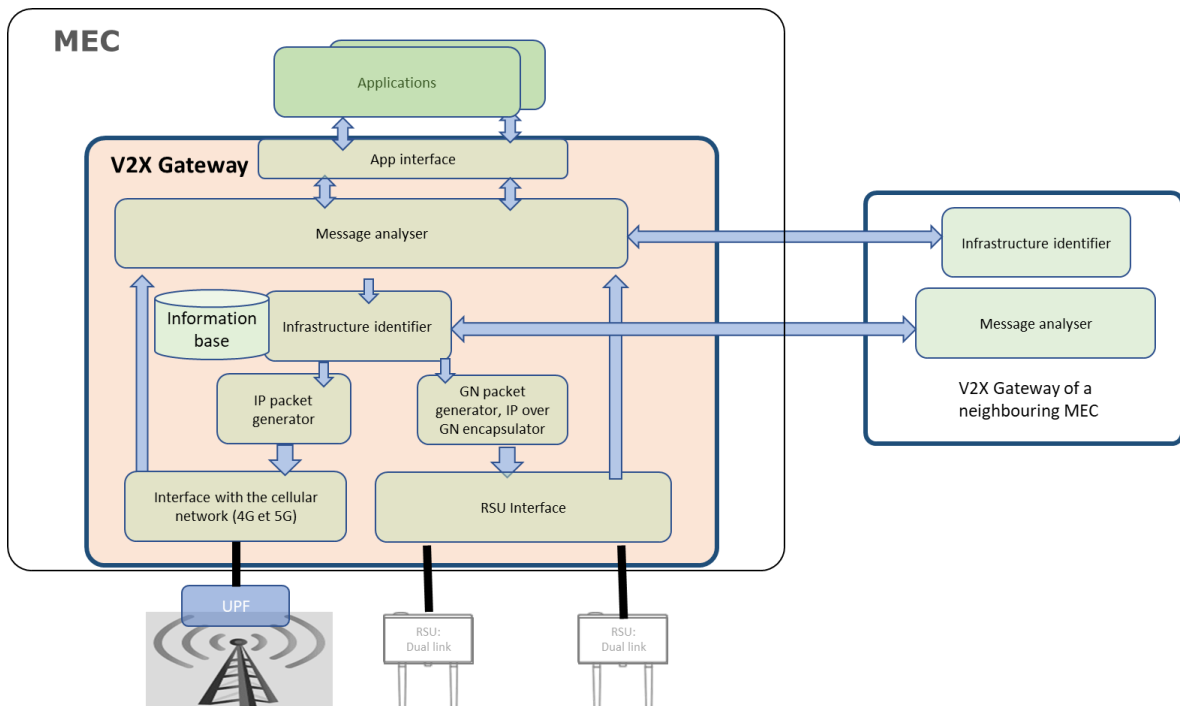 MEC
Applications
V2X Gateway
App interface
Message analyser
Infrastructure identifier
Information
base
Infrastructure identifier
Message analyser
IP packet
generator
GN packet
generator, IP over
GN encapsulator
V2X Gateway of a
neighbouring MEC
Interface with the cellular
network (4G et 5G)
RSU Interface
UPF
RSU:
Dual link
RSU:
Dual link